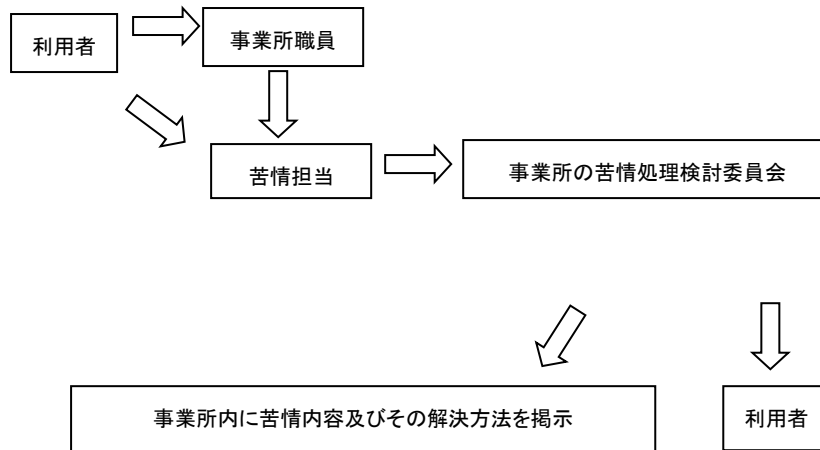 利用者
事業所職員
苦情担当
事業所の苦情処理検討委員会
事業所内に苦情内容及びその解決方法を掲示
利用者